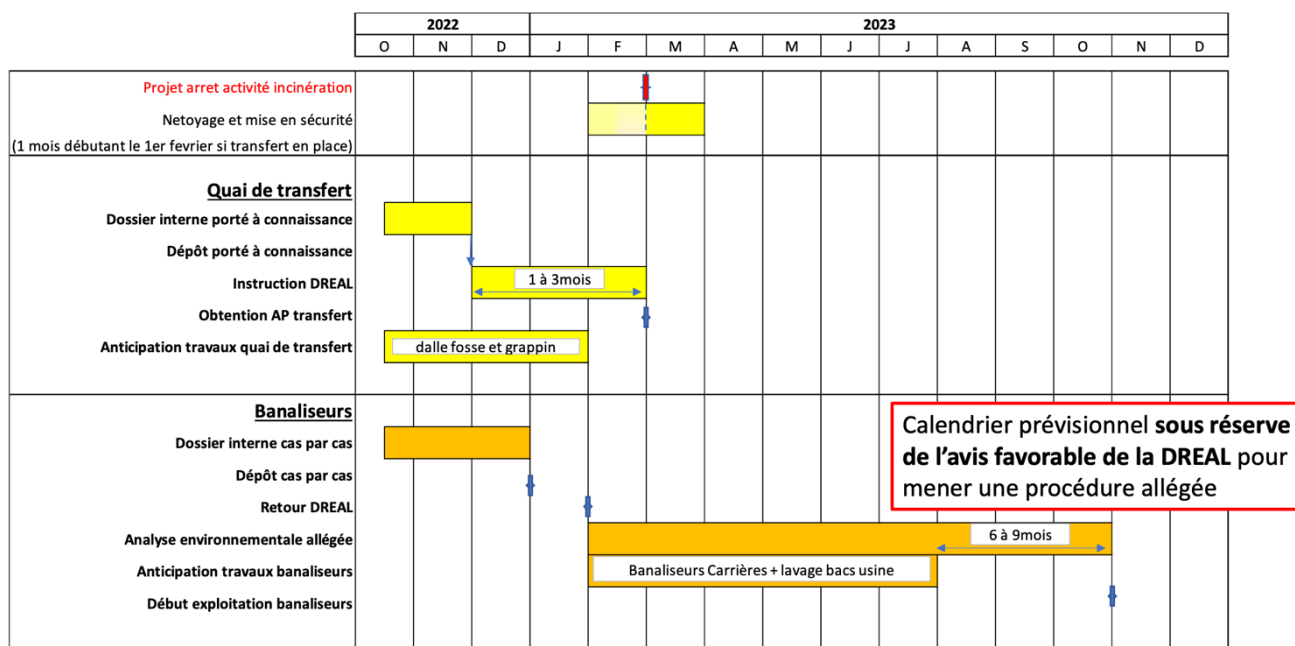 2022 2023
O N D J F M A M J J A S O N D
Projet arret activité incinération
Netoyage et mise en sécurité
(1 mois débutant le 1er fevrier si transfert en place)
Quai de transfert
Dossier interne porté à connaissance
Dépôt porté à connaissance
Instruction DREAL 1 à 3mois
Obtention AP transfert
Anticipation travaux quai de transfert dalle fosse et grappin
Banaliseurs
Dossier interne cas par cas
Dépôt cas par cas
Retour DREAL
Analyse environnementale allégée 6 à 9mois
Anticipation travaux banaliseurs Banaliseurs Carrières + lavage bacs usine
Début exploitation banaliseurs
Calendrier prévisionnel sous réserve
de l'avis favorable de la DREAL pour
mener une procédure allégée